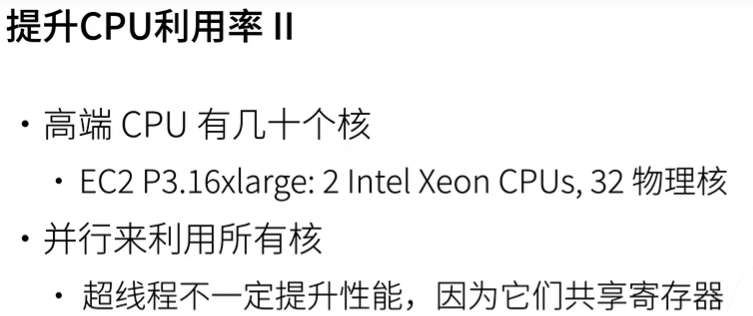 提升CPU利用率 II
• 高端 CPU 有几十个核
• EC2 P3.16xlarge: 2 Intel Xeon CPUs, 32 物理核
• 并行来利用所有核
• 超线程不一定提升性能，因为它们共享寄存器